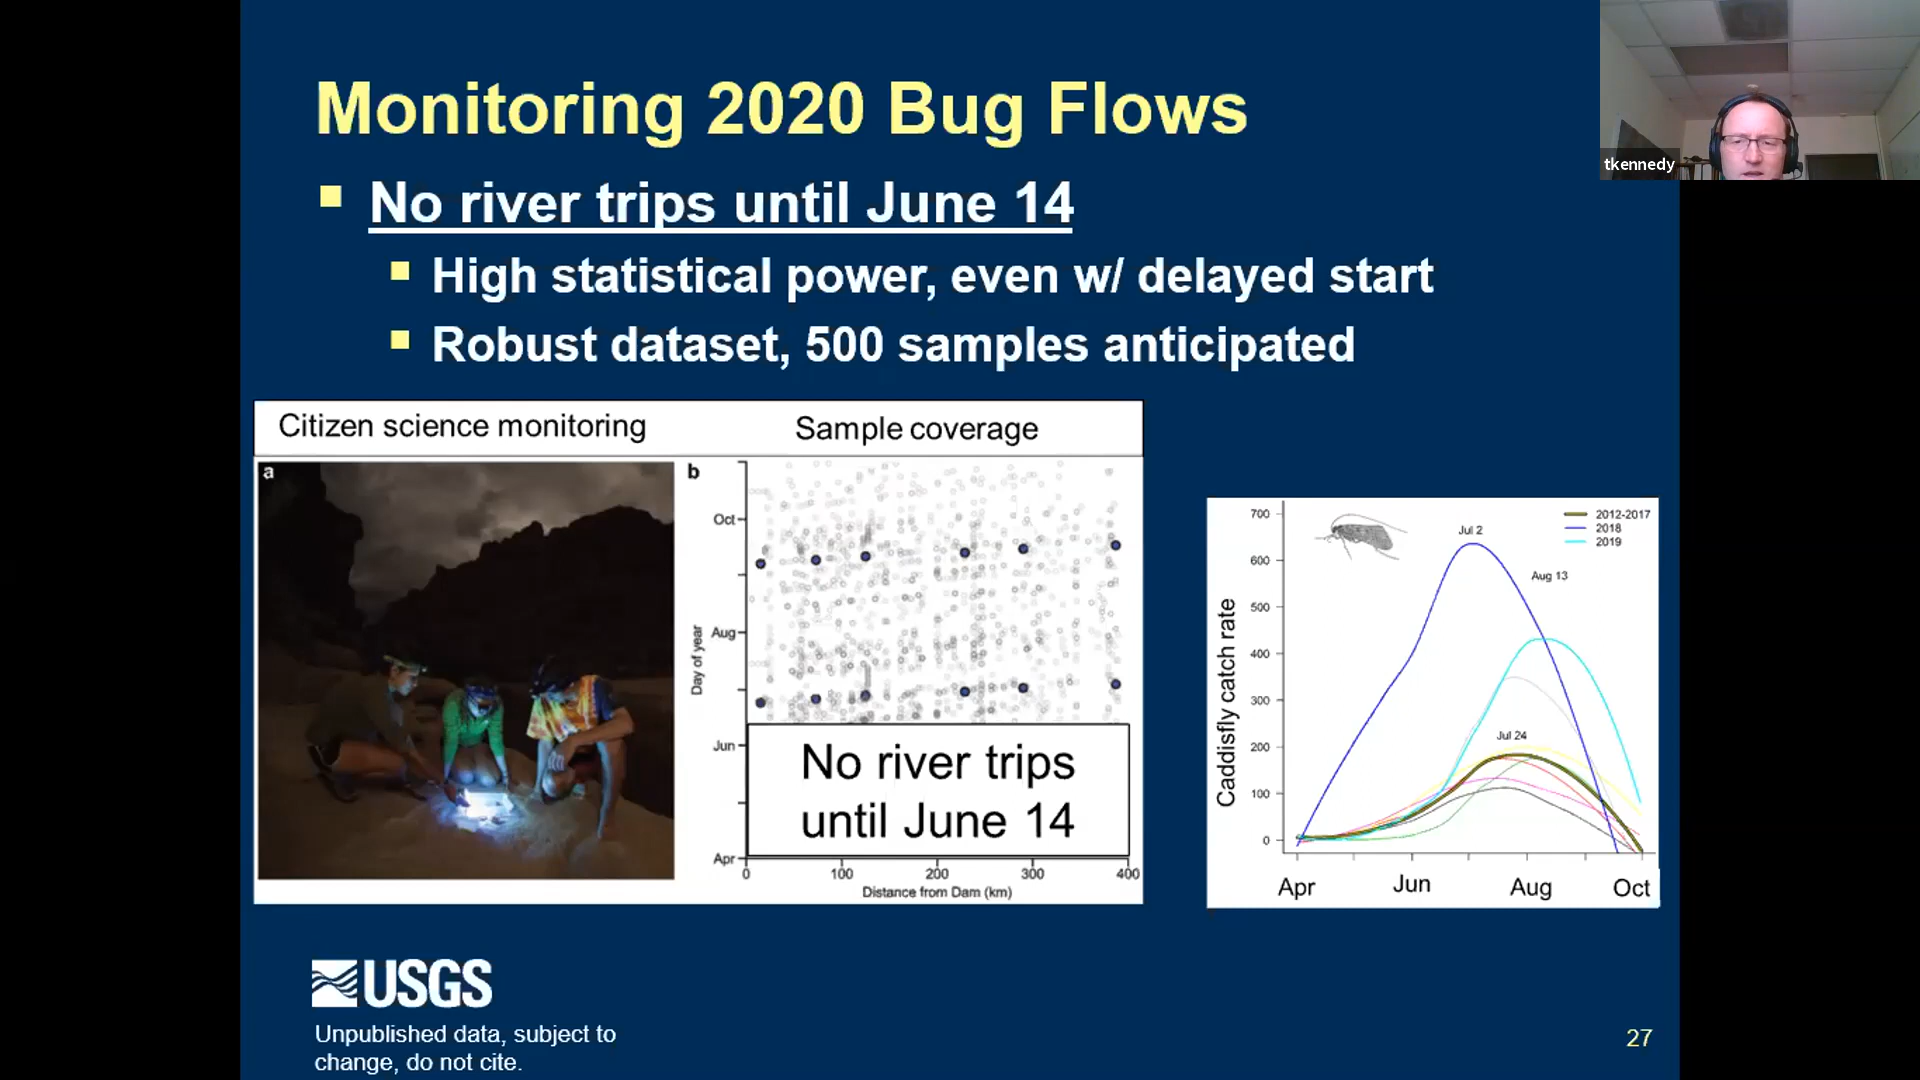 Monitoring 2020 Bug Flows
tkennedy
No river trips until June 14
High statistical power, even w/ delayed start
Robust dataset, 500 samples anticipated
Citizen science monitoring
Sample coverage
a
b
Oct
Aug
Jun
Apr
Day of year
No river trips
until June 14
0 100 200 300 400
Distance from Dam (km)
700
600
500
400
300
200
100
0
Caddisfly catch rate
Jul 2
Aug 13
Jul 24
2012-2017
2018
2019
Apr Jun Aug Oct
USGS
Unpublished data, subject to
change, do not cite.
27